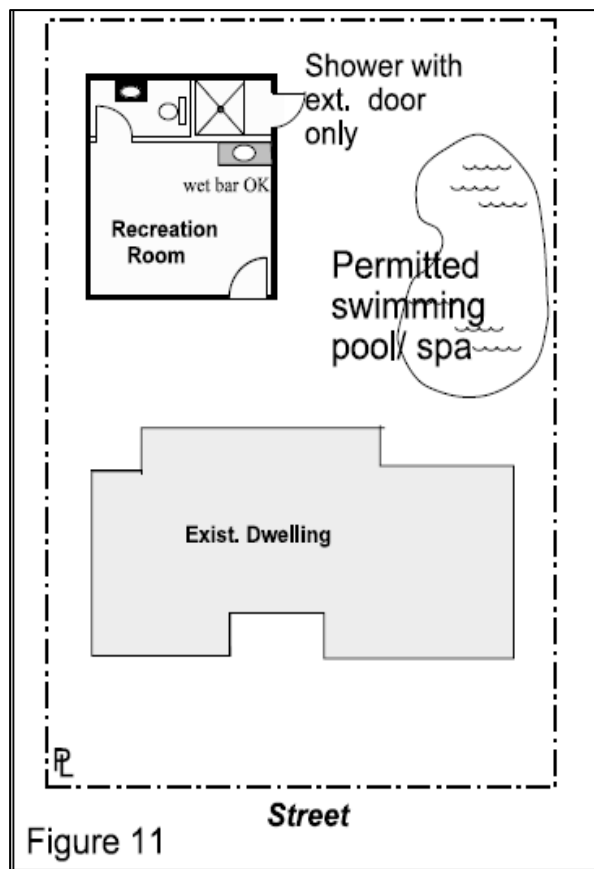 Shower with
ext. door
only
wet bar OK
Recreation
Room
Permitted
swimming
pool/ spa
Exist. Dwelling
PL
Street
Figure 11